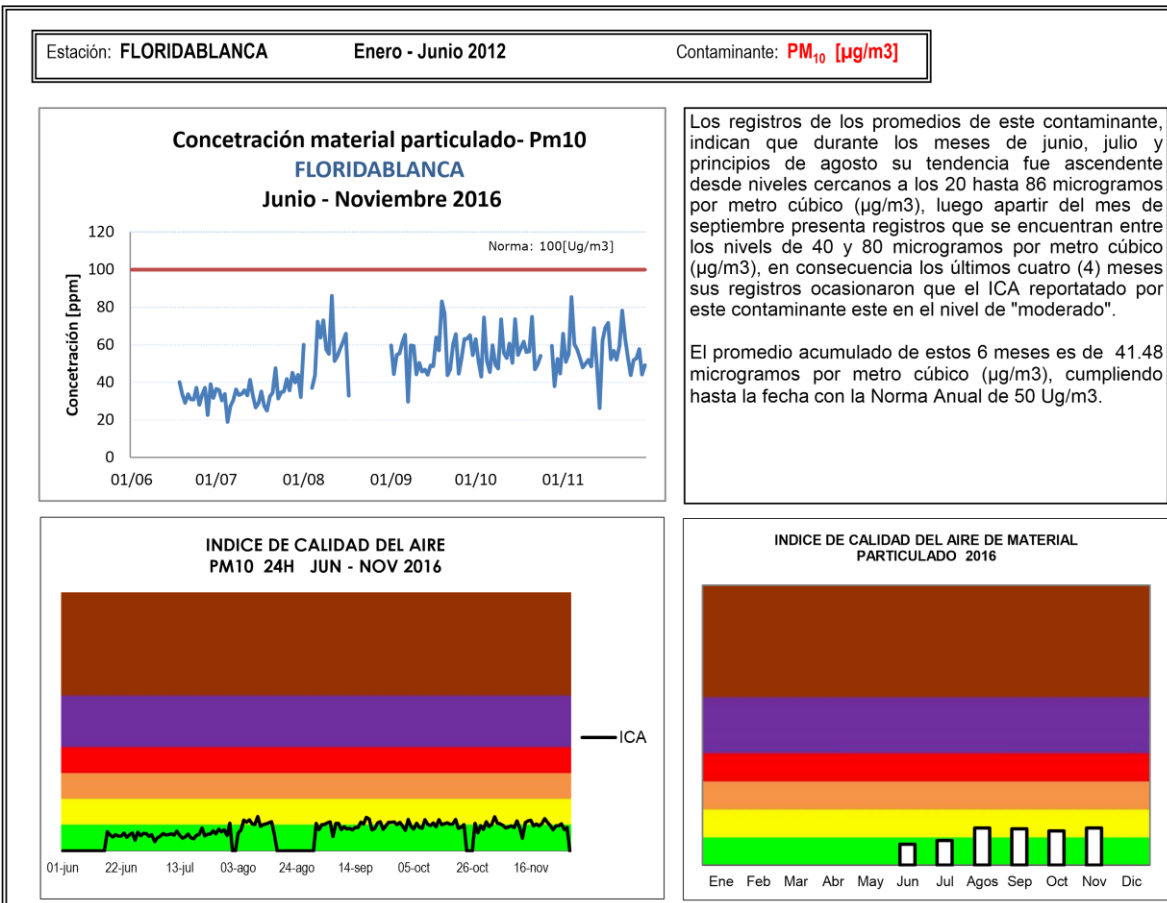 Estación: FLORIDABLANCA Enero - Junio 2012 Contaminante: PM10 [µg/m3]
Concetración material particulado- Pm10
FLORIDABLANCA
Junio - Noviembre 2016
Norma: 100[Ug/m3]
Concetración [ppm]
120
100
80
60
40
20
0
01/06 01/07 01/08 01/09 01/10 01/11
Los registros de los promedios de este contaminante,
indican que durante los meses de junio, julio y
principios de agosto su tendencia fue ascendente
desde niveles cercanos a los 20 hasta 86 microgramos
por metro cúbico (µg/m3), luego apartir del mes de
septiembre presenta registros que se encuentran entre
los nivels de 40 y 80 microgramos por metro cúbico
(µg/m3), en consecuencia los últimos cuatro (4) meses
sus registros ocasionaron que el ICA reportatado por
este contaminante este en el nivel de "moderado".
El promedio acumulado de estos 6 meses es de 41.48
microgramos por metro cúbico (µg/m3), cumpliendo
hasta la fecha con la Norma Anual de 50 Ug/m3.
INDICE DE CALIDAD DEL AIRE
PM10 24H JUN - NOV 2016
ICA
01-jun 22-jun 13-jul 03-ago 24-ago 14-sep 05-oct 26-oct 16-nov
INDICE DE CALIDAD DEL AIRE DE MATERIAL
PARTICULADO 2016
Ene Feb Mar Abr May Jun Jul Agos Sep Oct Nov Dic